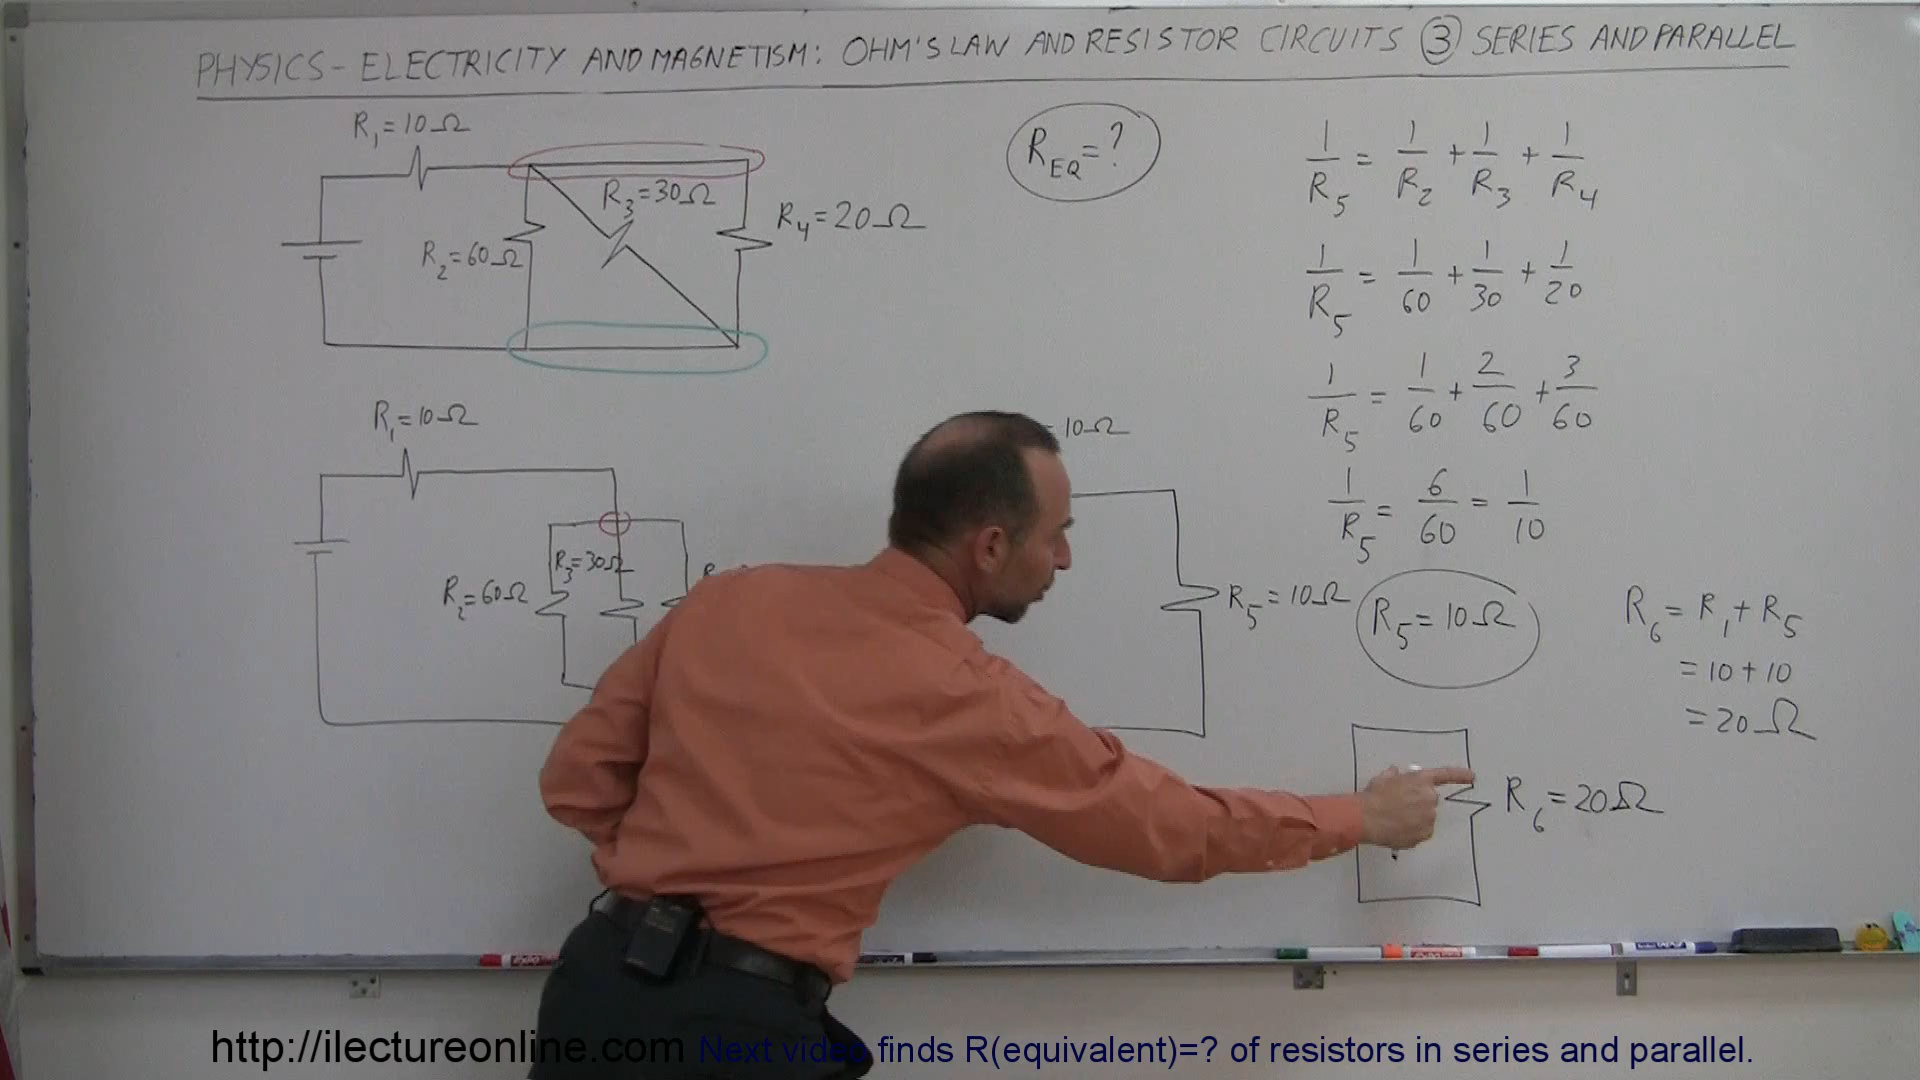 PHYSICS - ELECTRICITY AND MAGNETISM: OHM'S LAW AND RESISTOR CIRCUITS ③ SERIES AND PARALLEL
R₁=10Ω
R₂=60Ω
R₃=30Ω
R₄=20Ω
R_EQ=?
1/R₅ = 1/R₂ + 1/R₃ + 1/R₄
1/R₅ = 1/60 + 1/30 + 1/20
1/R₅ = 1/60 + 2/60 + 3/60
1/R₅ = 6/60 = 1/10
R₅=10Ω
R₁=10Ω
R₂=60Ω
R₃=30Ω
= 10Ω
R₅=10Ω
R₆ = R₁ + R₅
= 10 + 10
= 20Ω
R₆=20Ω
EXPO
http://ilectureonline.com Next video finds R(equivalent)=? of resistors in series and parallel.